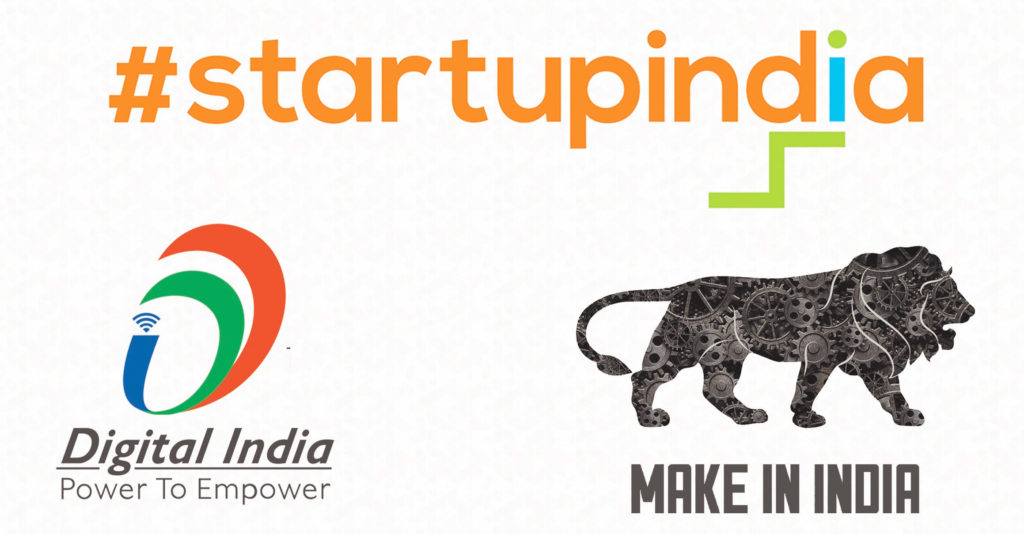 #startupindia
Digital India
Power To Empower
MAKE IN INDIA